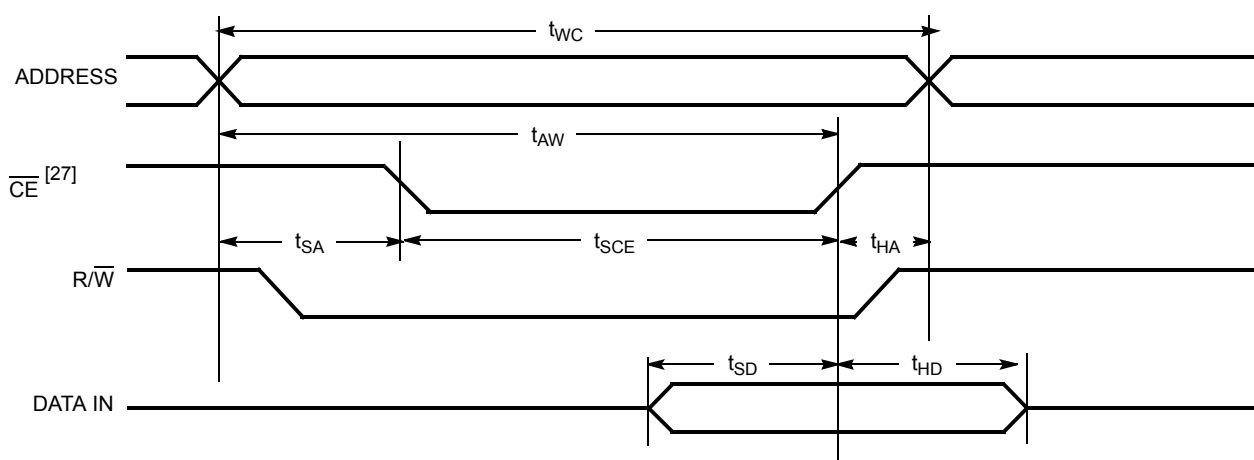 tWC
ADDRESS
tAW
CE [27]
tSA
tSCE
tHA
R/W
tSD
tHD
DATA IN